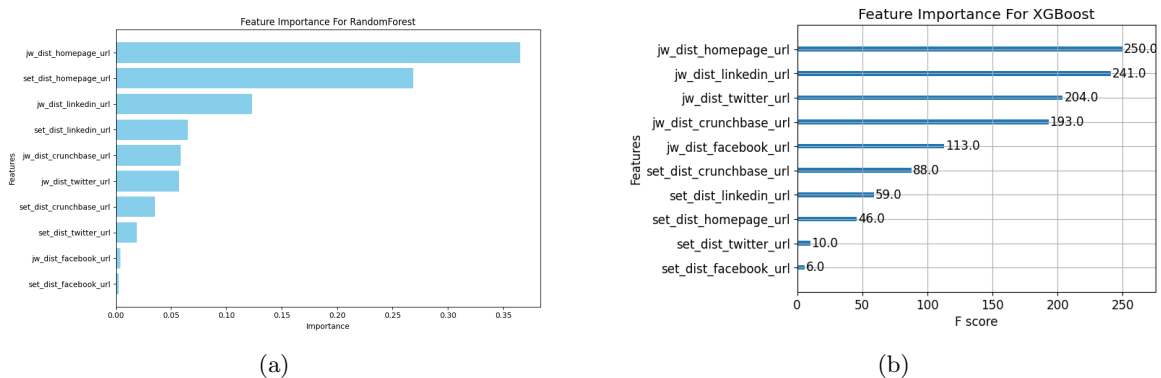 Feature Importance For RandomForest
jw_dist_homepage_url
set_dist_homepage_url
jw_dist_linkedin_url
set_dist_linkedin_url
jw_dist_crunchbase_url
jw_dist_twitter_url
set_dist_crunchbase_url
set_dist_twitter_url
jw_dist_facebook_url
set_dist_facebook_url
Features
0.00 0.05 0.10 0.15 0.20 0.25 0.30 0.35
Importance
(a)
Feature Importance For XGBoost
jw_dist_homepage_url 250.0
jw_dist_linkedin_url 241.0
jw_dist_twitter_url 204.0
jw_dist_crunchbase_url 193.0
jw_dist_facebook_url 113.0
set_dist_crunchbase_url 88.0
set_dist_linkedin_url 59.0
set_dist_homepage_url 46.0
set_dist_twitter_url 10.0
set_dist_facebook_url 6.0
Features
0 50 100 150 200 250
F score
(b)